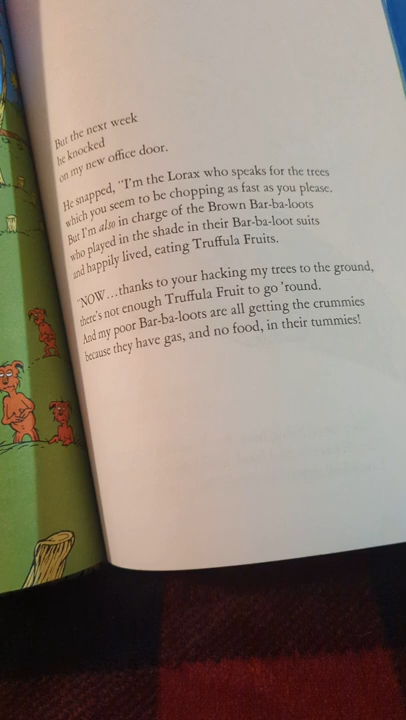 But the next week
he knocked
on my new office door.
He snapped, "I'm the Lorax who speaks for the trees
which you seem to be chopping as fast as you please.
But I'm also in charge of the Brown Bar-ba-loots
who played in the shade in their Bar-ba-loot suits
and happily lived, eating Truffula Fruits.
"NOW...thanks to your hacking my trees to the ground,
there's not enough Truffula Fruit to go 'round.
And my poor Bar-ba-loots are all getting the crummies
because they have gas, and no food, in their tummies!